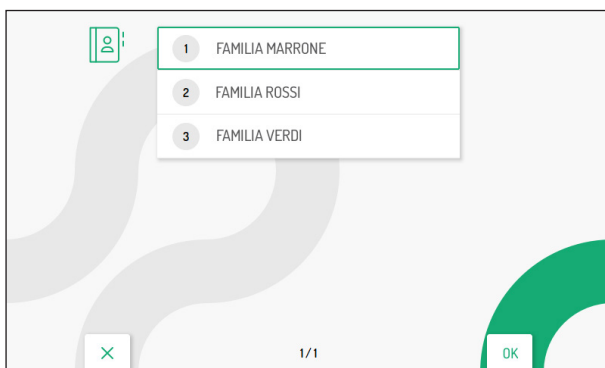 1 FAMILIA MARRONE
2 FAMILIA ROSSI
3 FAMILIA VERDI
1/1
OK